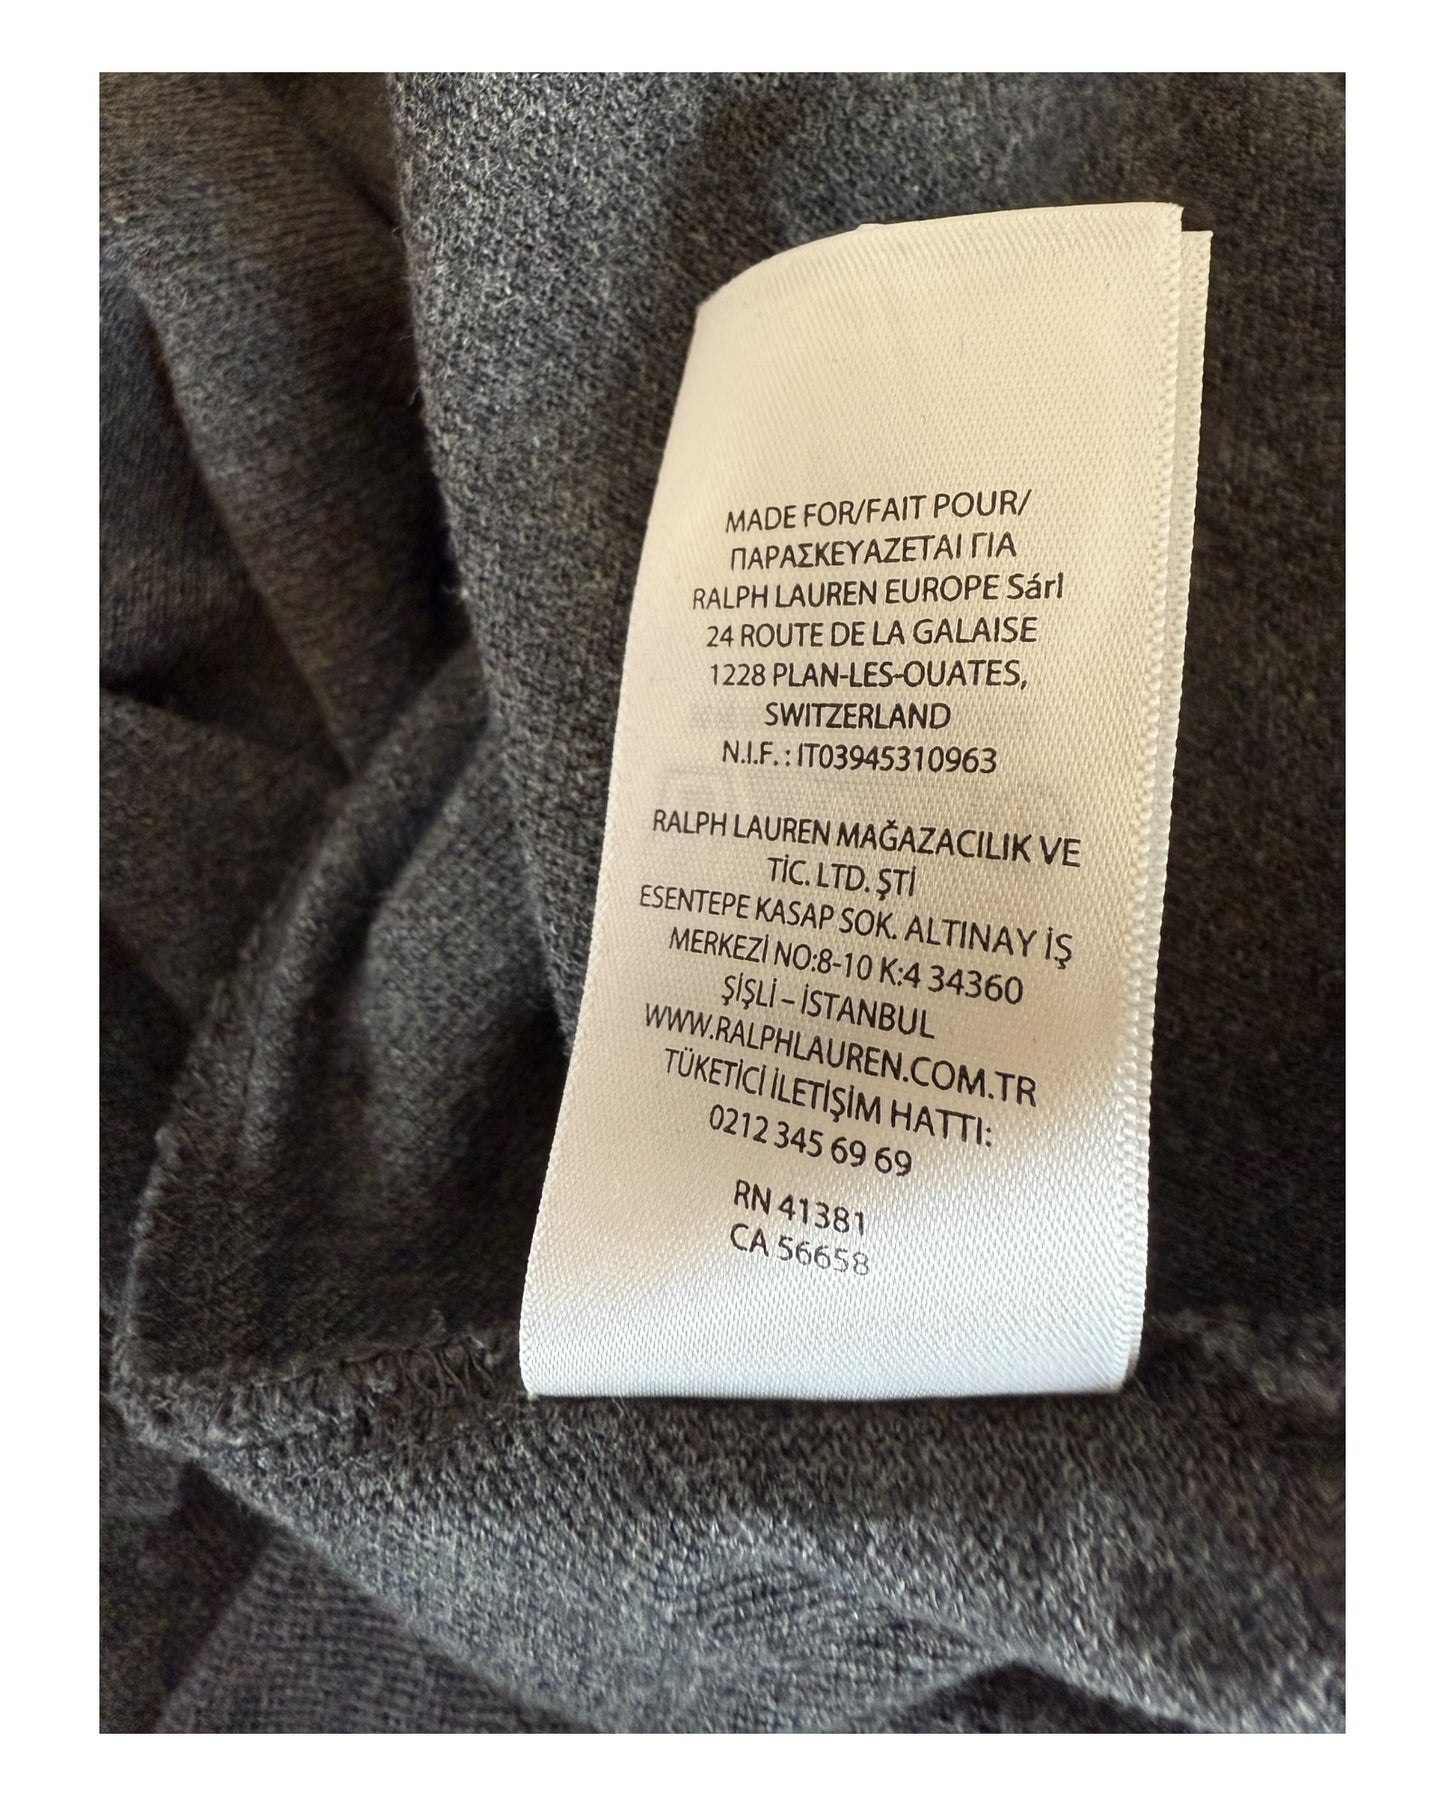 MADE FOR/FAIT POUR/
ΠΑΡΑΣΚΕΥΑΖΕΤΑΙ ΓΙΑ
RALPH LAUREN EUROPE Sárl
24 ROUTE DE LA GALAISE
1228 PLAN-LES-OUATES,
SWITZERLAND
N.I.F. : IT03945310963
RALPH LAUREN MAĞAZACILIK VE
TİC. LTD. ŞTİ
ESENTEPE KASAP SOK. ALTINAY İŞ
MERKEZİ NO:8-10 K:4 34360
ŞİŞLİ – İSTANBUL
WWW.RALPHLAUREN.COM.TR
TÜKETİCİ İLETİŞİM HATTI:
0212 345 69 69
RN 41381
CA 56658